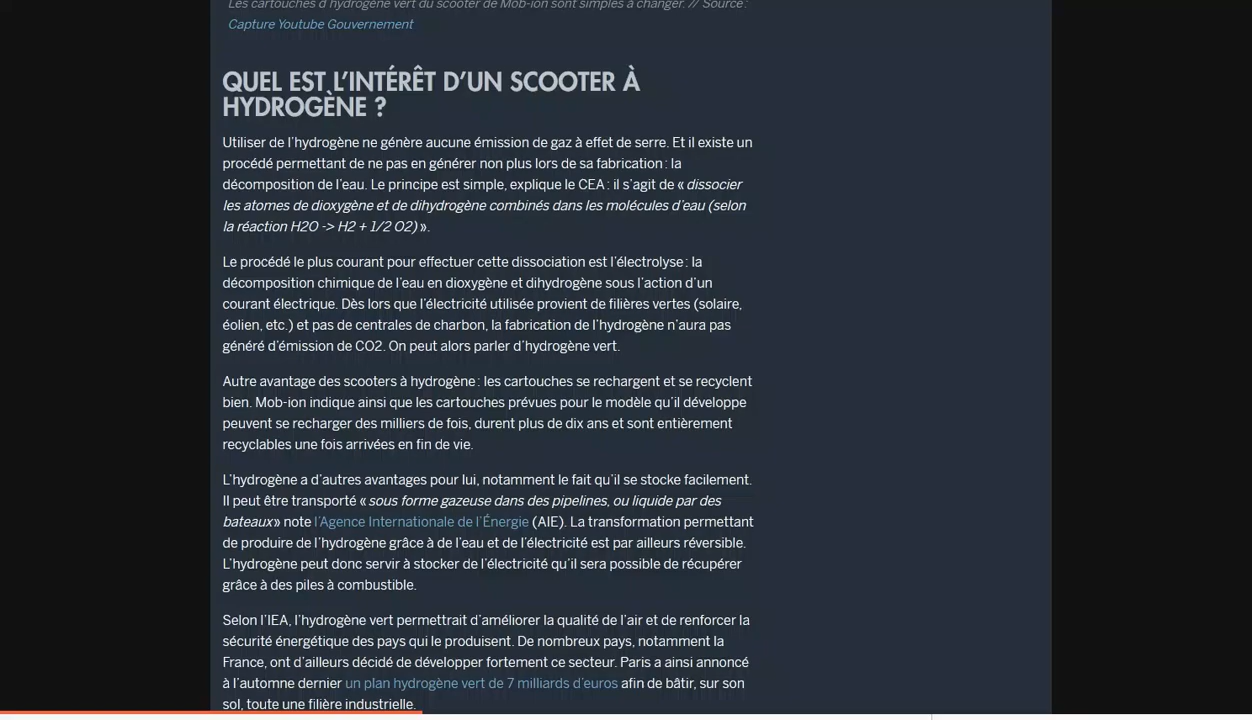 Les cartouches d'hydrogène vert du scooter de Mob-ion sont simples à changer. // Source :
Capture Youtube Gouvernement
QUEL EST L'INTÉRÊT D'UN SCOOTER À
HYDROGÈNE ?
Utiliser de l'hydrogène ne génère aucune émission de gaz à effet de serre. Et il existe un
procédé permettant de ne pas en générer non plus lors de sa fabrication : la
décomposition de l'eau. Le principe est simple, explique le CEA : il s'agit de « dissocier
les atomes de dioxygène et de dihydrogène combinés dans les molécules d'eau (selon
la réaction H2O -> H2 + 1/2 O2) ».
Le procédé le plus courant pour effectuer cette dissociation est l'électrolyse : la
décomposition chimique de l'eau en dioxygène et dihydrogène sous l'action d'un
courant électrique. Dès lors que l'électricité utilisée provient de filières vertes (solaire,
éolien, etc.) et pas de centrales de charbon, la fabrication de l'hydrogène n'aura pas
généré d'émission de CO2. On peut alors parler d'hydrogène vert.
Autre avantage des scooters à hydrogène : les cartouches se rechargent et se recyclent
bien. Mob-ion indique ainsi que les cartouches prévues pour le modèle qu'il développe
peuvent se recharger des milliers de fois, durent plus de dix ans et sont entièrement
recyclables une fois arrivées en fin de vie.
L'hydrogène a d'autres avantages pour lui, notamment le fait qu'il se stocke facilement.
Il peut être transporté « sous forme gazeuse dans des pipelines, ou liquide par des
bateaux » note l'Agence Internationale de l'Énergie (AIE). La transformation permettant
de produire de l'hydrogène grâce à de l'eau et de l'électricité est par ailleurs réversible.
L'hydrogène peut donc servir à stocker de l'électricité qu'il sera possible de récupérer
grâce à des piles à combustible.
Selon l'IEA, l'hydrogène vert permettrait d'améliorer la qualité de l'air et de renforcer la
sécurité énergétique des pays qui le produisent. De nombreux pays, notamment la
France, ont d'ailleurs décidé de développer fortement ce secteur. Paris a ainsi annoncé
à l'automne dernier un plan hydrogène vert de 7 milliards d'euros afin de bâtir, sur son
sol, toute une filière industrielle.